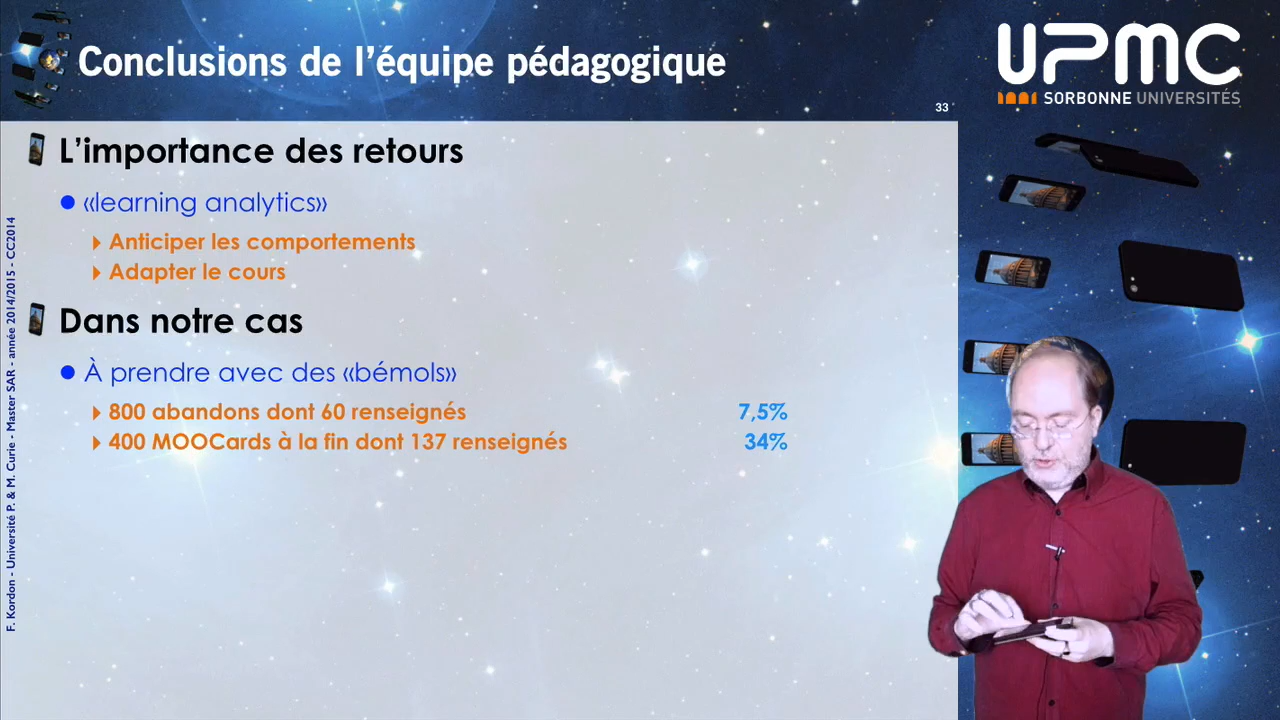 Conclusions de l'équipe pédagogique
UPMC
SORBONNE UNIVERSITÉS
33
L'importance des retours
«learning analytics»
Anticiper les comportements
Adapter le cours
Dans notre cas
À prendre avec des «bémols»
800 abandons dont 60 renseignés 7,5%
400 MOOCards à la fin dont 137 renseignés 34%
F. Kordon - Université P. & M. Curie - Master SAR - année 2014/2015 - CC2014